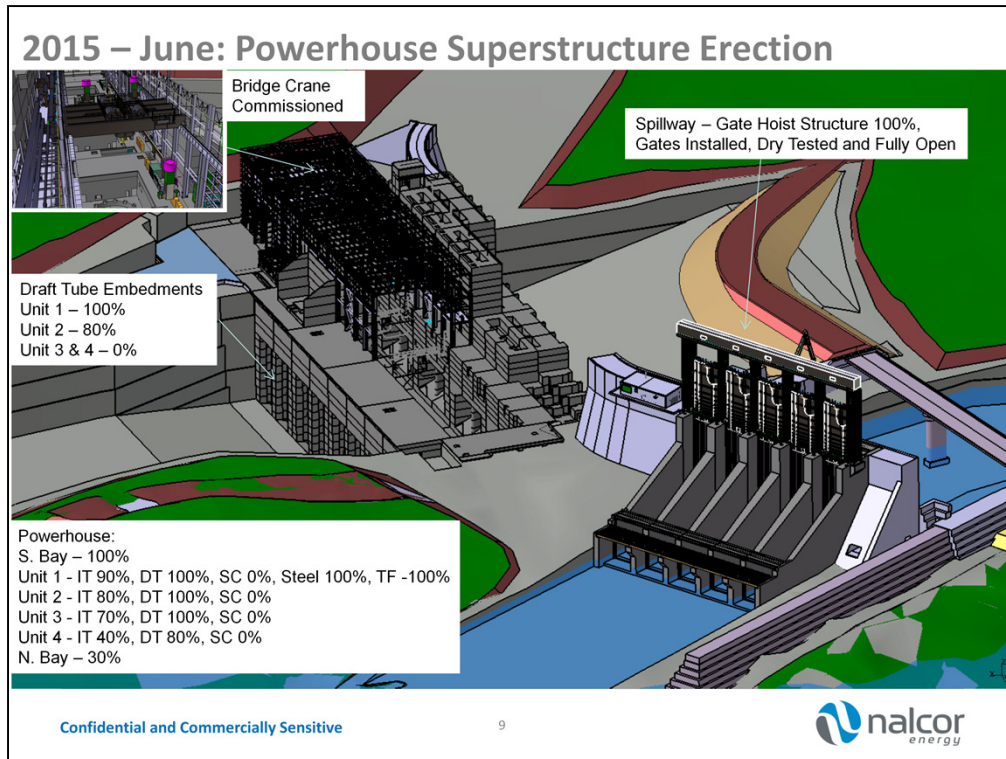 2015 – June: Powerhouse Superstructure Erection
Bridge Crane
Commissioned
Spillway – Gate Hoist Structure 100%,
Gates Installed, Dry Tested and Fully Open
Draft Tube Embedments
Unit 1 – 100%
Unit 2 – 80%
Unit 3 & 4 – 0%
Powerhouse:
S. Bay – 100%
Unit 1 - IT 90%, DT 100%, SC 0%, Steel 100%, TF -100%
Unit 2 - IT 80%, DT 100%, SC 0%
Unit 3 - IT 70%, DT 100%, SC 0%
Unit 4 - IT 40%, DT 80%, SC 0%
N. Bay – 30%
Confidential and Commercially Sensitive
9
nalcor
energy